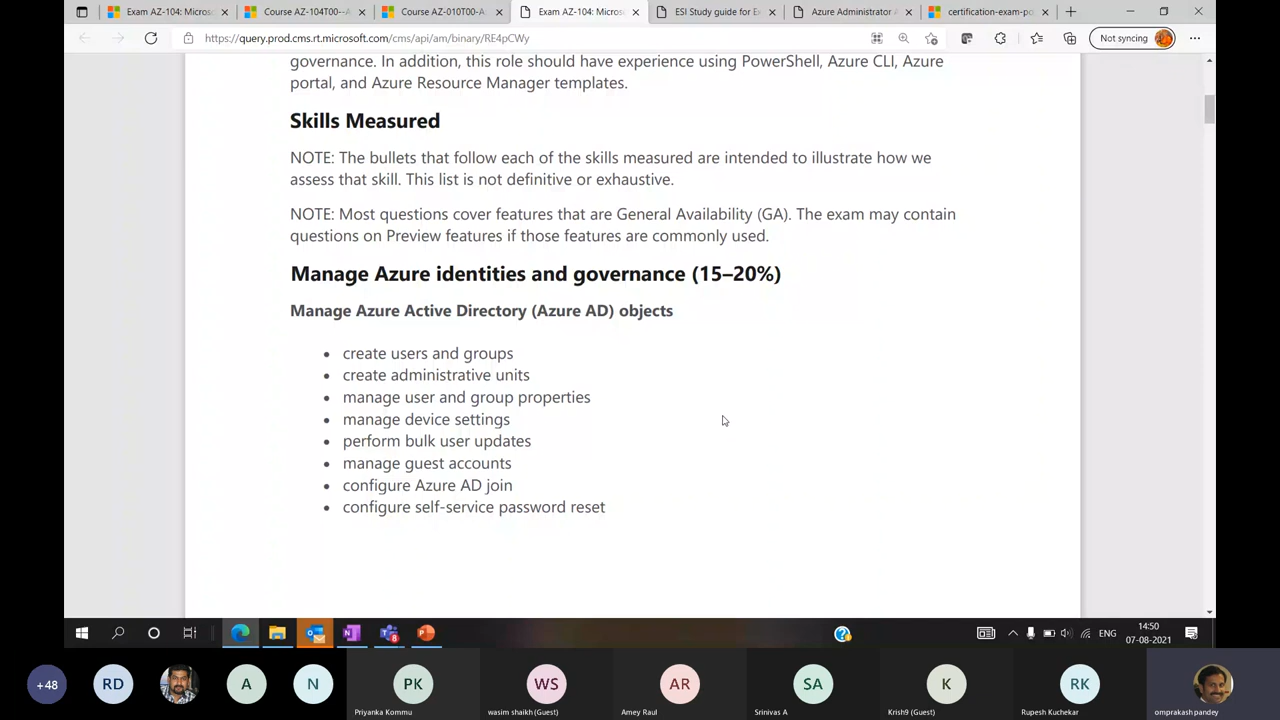 Exam AZ-104: Microso
Course AZ-104T00--A
Course AZ-010T00-A
Exam AZ-104: Microso
ESI Study guide for Ex
Azure Administrator A
certification-exam-po
https://query.prod.cms.rt.microsoft.com/cms/api/am/binary/RE4pCWy
Not syncing
governance. In addition, this role should have experience using PowerShell, Azure CLI, Azure
portal, and Azure Resource Manager templates.
Skills Measured
NOTE: The bullets that follow each of the skills measured are intended to illustrate how we
assess that skill. This list is not definitive or exhaustive.
NOTE: Most questions cover features that are General Availability (GA). The exam may contain
questions on Preview features if those features are commonly used.
Manage Azure identities and governance (15–20%)
Manage Azure Active Directory (Azure AD) objects
• create users and groups
• create administrative units
• manage user and group properties
• manage device settings
• perform bulk user updates
• manage guest accounts
• configure Azure AD join
• configure self-service password reset
8
ENG
14:50
07-08-2021
+48
RD
A
N
PK
WS
AR
SA
K
RK
Priyanka Kommu
wasim shaikh (Guest)
Amey Raul
Srinivas A
Krish9 (Guest)
Rupesh Kuchekar
omprakash pandey